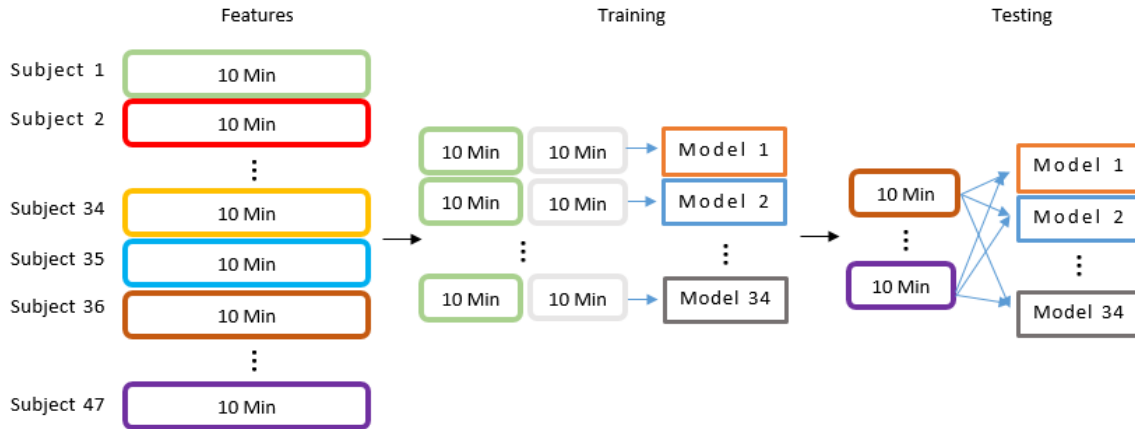 Features
Training
Testing
Subject 1
10 Min
Subject 2
10 Min
Subject 34
10 Min
Subject 35
10 Min
Subject 36
10 Min
Subject 47
10 Min
10 Min 10 Min Model 1
10 Min 10 Min Model 2
10 Min 10 Min Model 34
10 Min
10 Min
Model 1
Model 2
Model 34